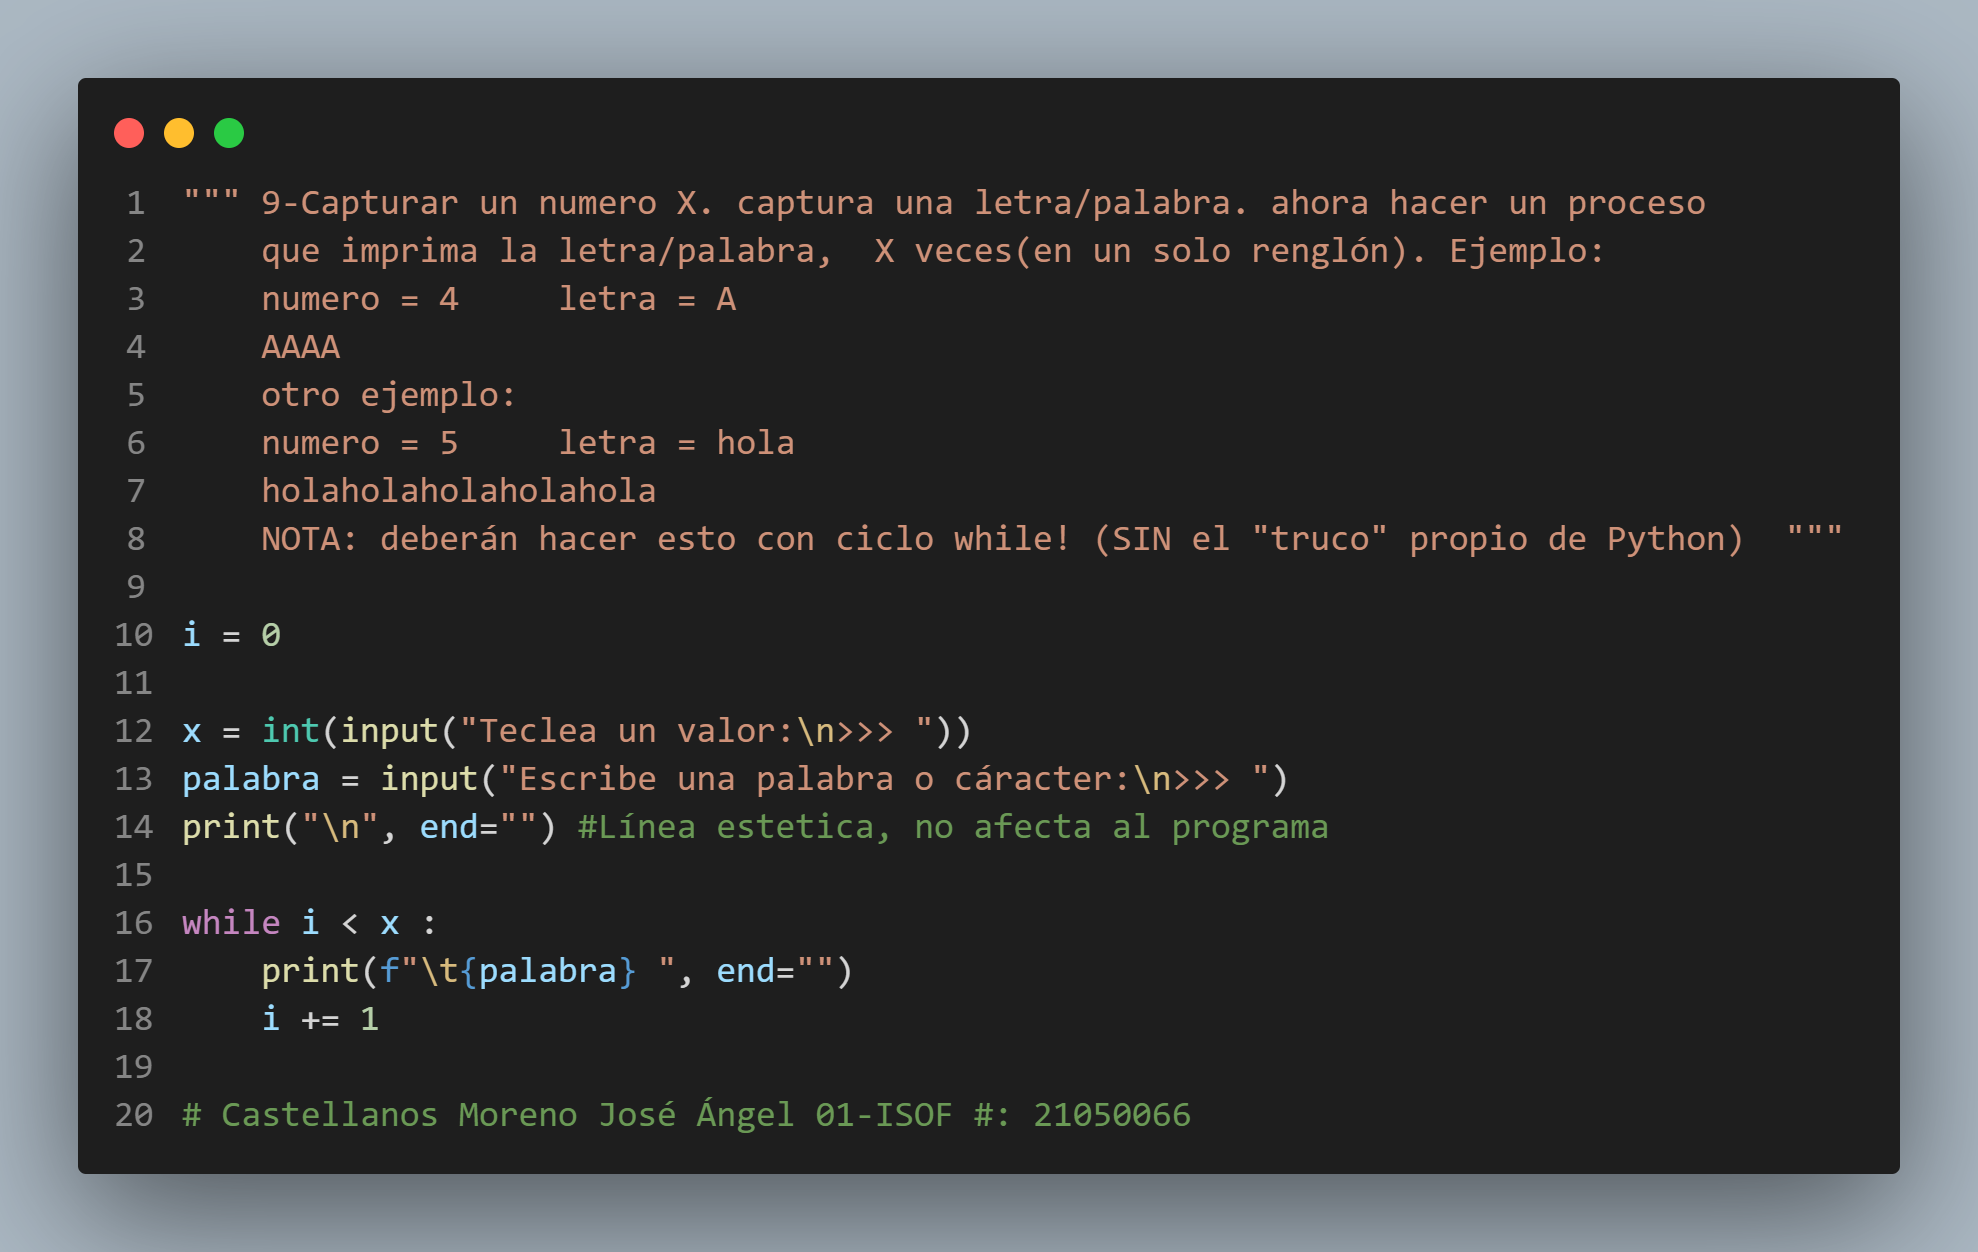 1 """ 9-Capturar un numero X. captura una letra/palabra. ahora hacer un proceso
2     que imprima la letra/palabra,  X veces(en un solo renglón). Ejemplo:
3     numero = 4     letra = A
4     AAAA
5     otro ejemplo:
6     numero = 5     letra = hola
7     holaholaholaholahola
8     NOTA: deberán hacer esto con ciclo while! (SIN el "truco" propio de Python)  """
9
10 i = 0
11
12 x = int(input("Teclea un valor:\n>>> "))
13 palabra = input("Escribe una palabra o cáracter:\n>>> ")
14 print("\n", end="") #Línea estetica, no afecta al programa
15
16 while i < x :
17     print(f"\t{palabra} ", end="")
18     i += 1
19
20 # Castellanos Moreno José Ángel 01-ISOF #: 21050066